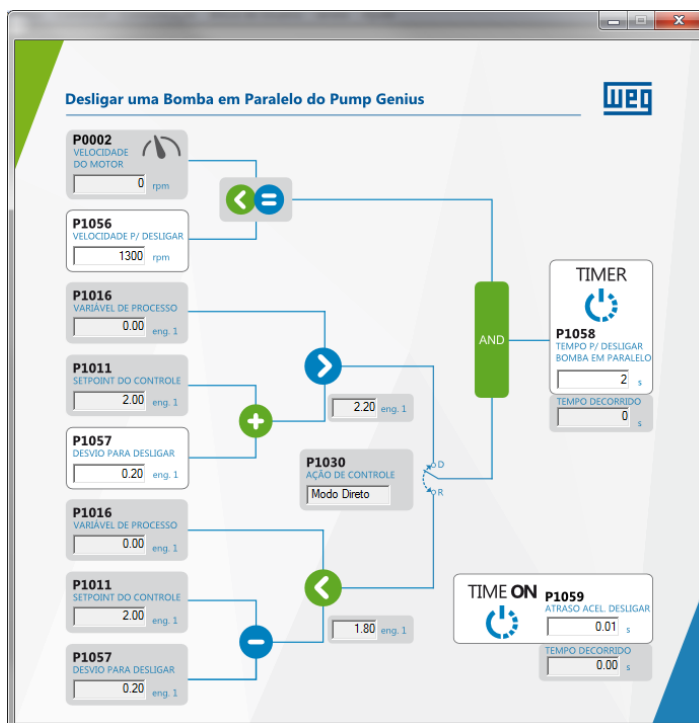 Desligar uma Bomba em Paralelo do Pump Genius
WEG
P0002
VELOCIDADE
DO MOTOR
0 rpm
P1056
VELOCIDADE P/ DESLIGAR
1300 rpm
P1016
VARIÁVEL DE PROCESSO
0.00 eng. 1
P1011
SETPOINT DO CONTROLE
2.00 eng. 1
P1057
DESVIO PARA DESLIGAR
0.20 eng. 1
2.20 eng. 1
P1030
AÇÃO DE CONTROLE
Modo Direto
D
R
AND
TIMER
P1058
TEMPO P/ DESLIGAR
BOMBA EM PARALELO
2 s
TEMPO DECORRIDO
0 s
P1016
VARIÁVEL DE PROCESSO
0.00 eng. 1
P1011
SETPOINT DO CONTROLE
2.00 eng. 1
P1057
DESVIO PARA DESLIGAR
0.20 eng. 1
1.80 eng. 1
TIME ON
P1059
ATRASO ACEL. DESLIGAR
0.01 s
TEMPO DECORRIDO
0.00 s